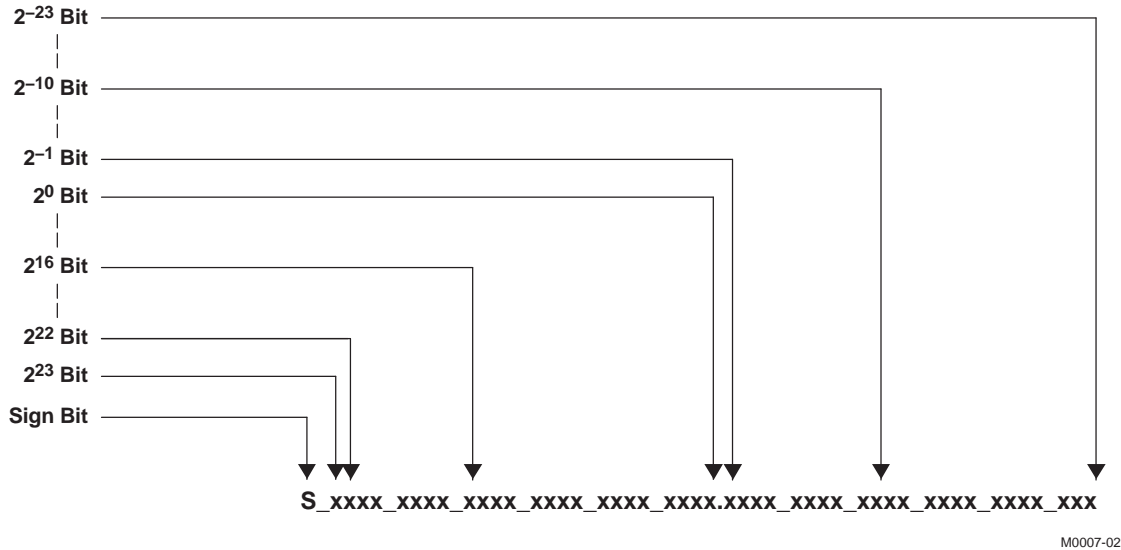 2⁻²³ Bit
2⁻¹⁰ Bit
2⁻¹ Bit
2⁰ Bit
2¹⁶ Bit
2²² Bit
2²³ Bit
Sign Bit
S_xxxx_xxxx_xxxx_xxxx_xxxx_xxxx.xxxx_xxxx_xxxx_xxxx_xxxx_xxx
M0007-02